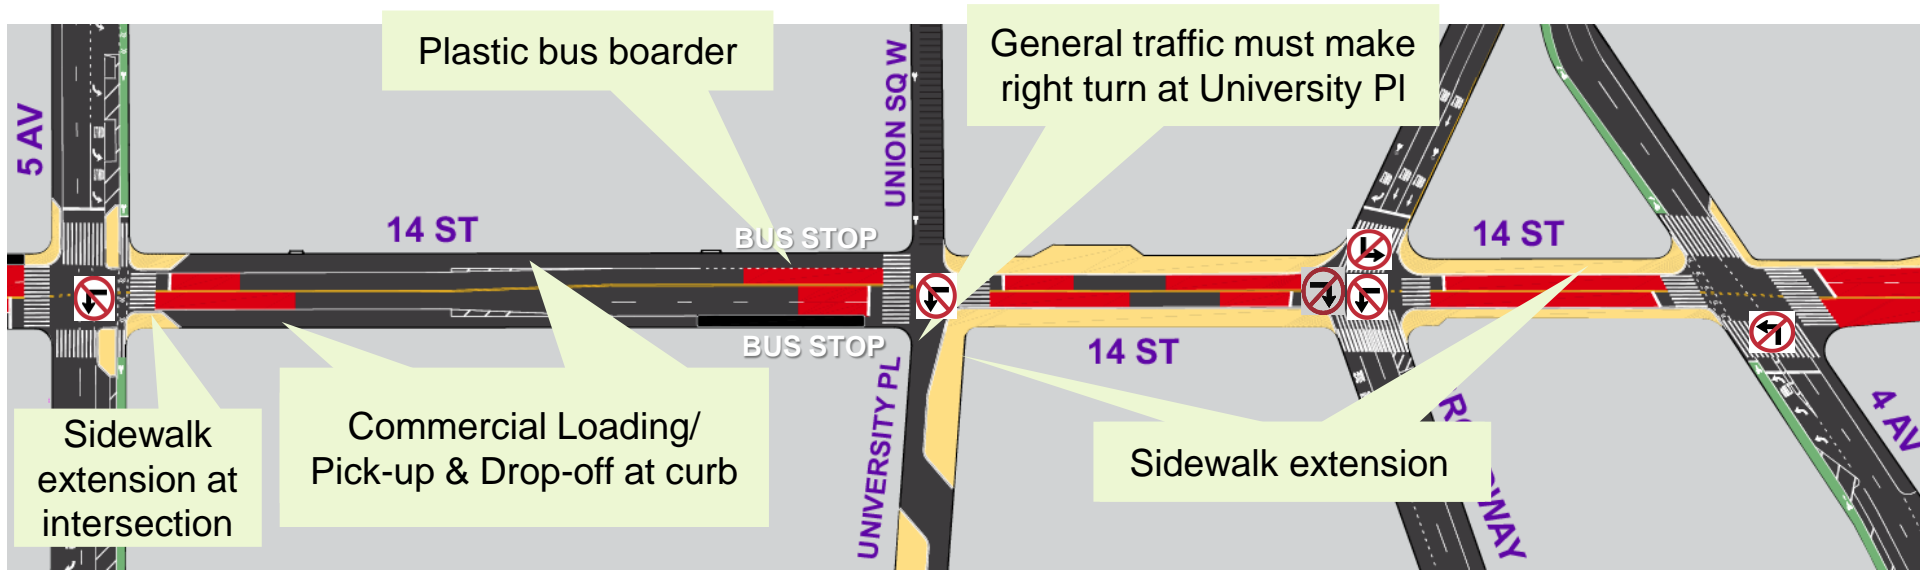 Plastic bus boarder
General traffic must make
right turn at University Pl
5 AV
UNION SQ W
14 ST
BUS STOP
14 ST
BUS STOP
14 ST
UNIVERSITY PL
4 AV
Sidewalk
extension at
intersection
Commercial Loading/
Pick-up & Drop-off at curb
Sidewalk extension